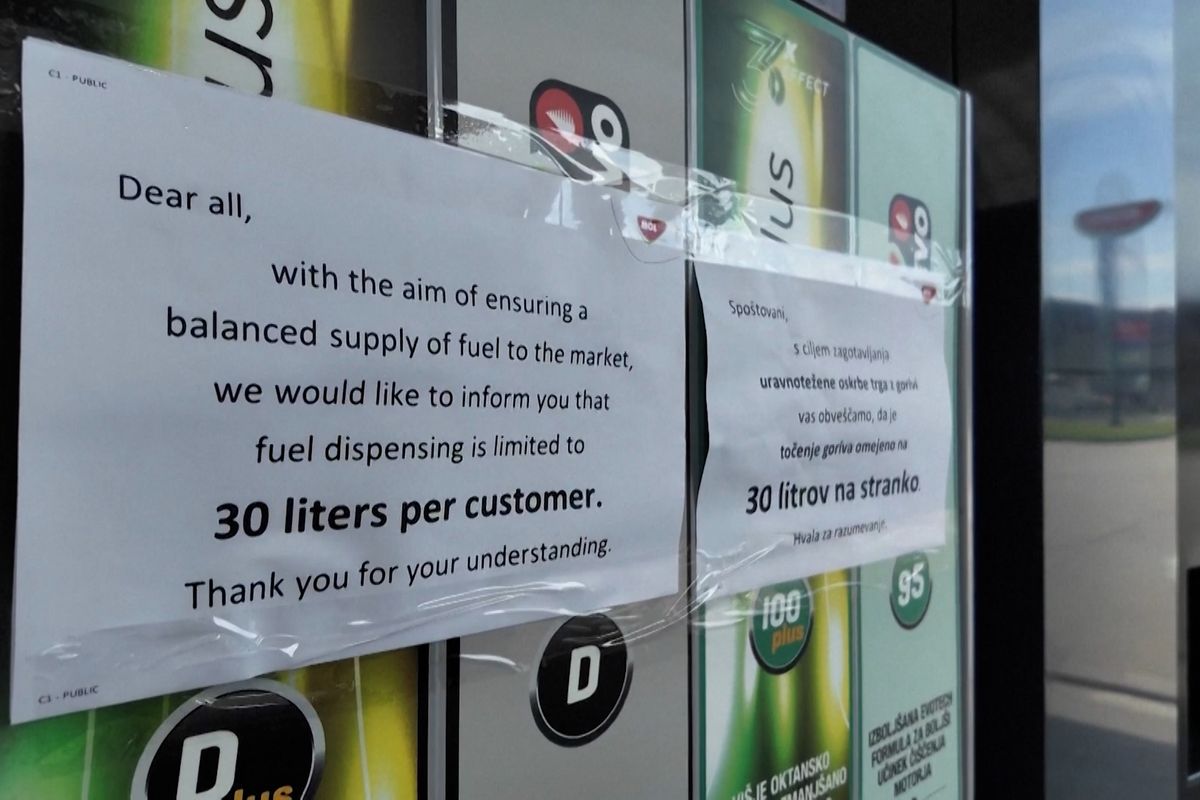 C1 - PUBLIC
Dear all,
with the aim of ensuring a
balanced supply of fuel to the market,
we would like to inform you that
fuel dispensing is limited to
30 liters per customer.
Thank you for your understanding.
C1 - PUBLIC
MOL
Spoštovani,
s ciljem zagotavljanja
uravnotežene oskrbe trga z gorivi
vas obveščamo, da je
točenje goriva omejeno na
30 litrov na stranko.
Hvala za razumevanje.
D
plus
D
100
plus
95
JE OKTANSKO
IZBOLJŠANA EVOTECH
FORMULA ZA BOLJŠI
UČINEK ČIŠČENJA
MOTORJA